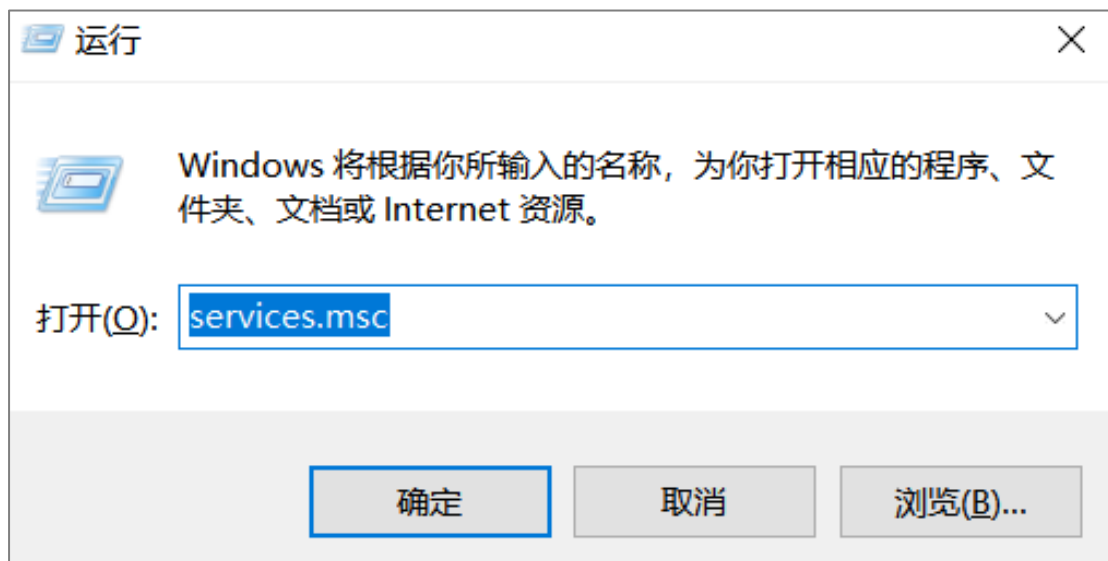 运行
Windows 将根据你所输入的名称，为你打开相应的程序、文
件夹、文档或 Internet 资源。
打开(O): services.msc
确定 取消 浏览(B)...